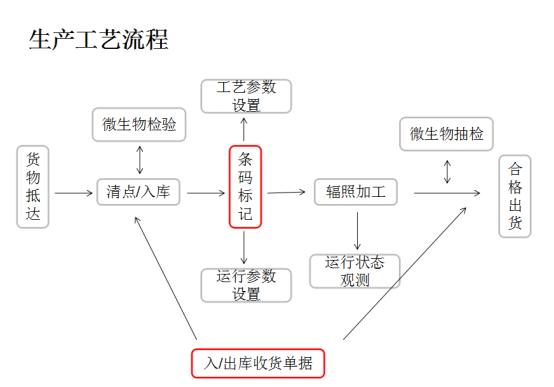 生产工艺流程
工艺参数
设置
微生物检验
微生物抽检
货
物
抵
达
清点/入库
条
码
标
记
辐照加工
合
格
出
货
运行参数
设置
运行状态
观测
入/出库收货单据